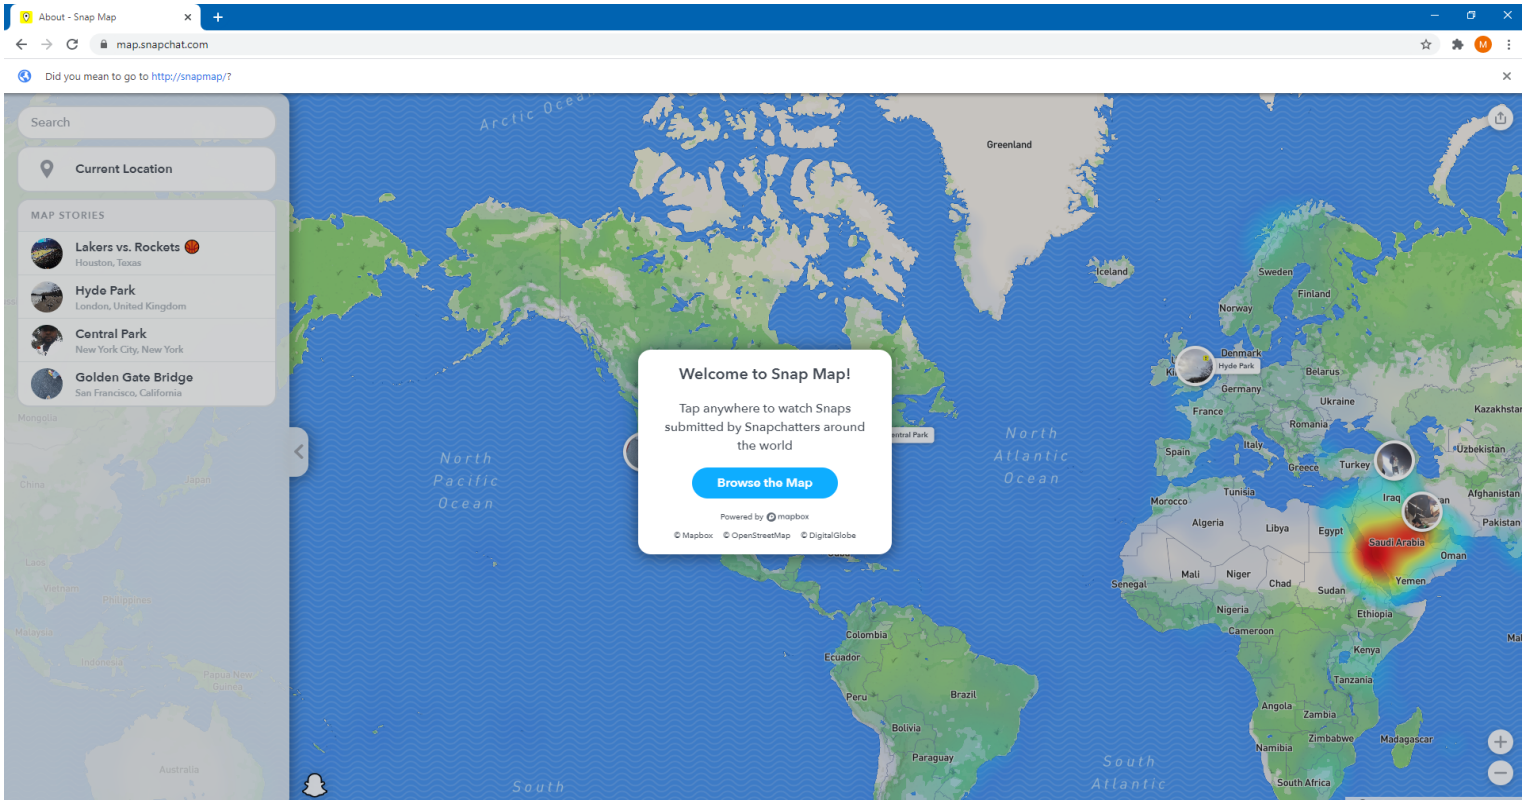 About - Snap Map
map.snapchat.com
Did you mean to go to http://snapmap/?
Search
Current Location
MAP STORIES
Lakers vs. Rockets
Houston, Texas
Hyde Park
London, United Kingdom
Central Park
New York City, New York
Golden Gate Bridge
San Francisco, California
Welcome to Snap Map!
Tap anywhere to watch Snaps
submitted by Snapchatters around
the world
Browse the Map
Powered by mapbox
© Mapbox © OpenStreetMap © DigitalGlobe
M
Arctic Ocea
Greenland
Iceland
Sweden
Finland
Norway
Denmark
Hyde Park
Belarus
Germany
Ukraine
Kazakhsta
France
Romania
Italy
Spain
Greece
Turkey
Uzbekistan
Tunisia
Morocco
Iraq
an
Afghanistan
Algeria
Libya
Egypt
Pakistan
Saudi Arabia
Oman
Mali
Niger
Chad
Sudan
Yemen
Senegal
Nigeria
Ethiopia
Cameroon
Kenya
Mal
Tanzania
Angola
Zambia
Zimbabwe
Madagascar
Namibia
South Africa
North
Pacific
Ocean
North
Atlantic
Ocean
entral Park
Colombia
Ecuador
Peru
Brazil
Bolivia
Paraguay
South
South
Atlantic
Mongolia
China
Japan
Laos
Vietnam
Philippines
Malaysia
Indonesia
Papua New
Guinea
Australia